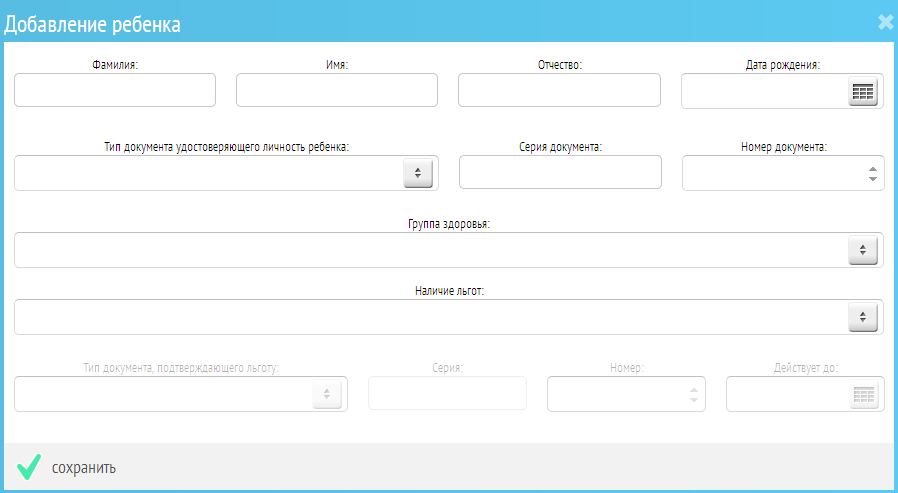 Добавление ребенка
Фамилия: Имя: Отчество: Дата рождения:
Тип документа удостоверяющего личность ребенка: Серия документа: Номер документа:
Группа здоровья:
Наличие льгот:
Тип документа, подтверждающего льготу: Серия: Номер: Действует до:
сохранить